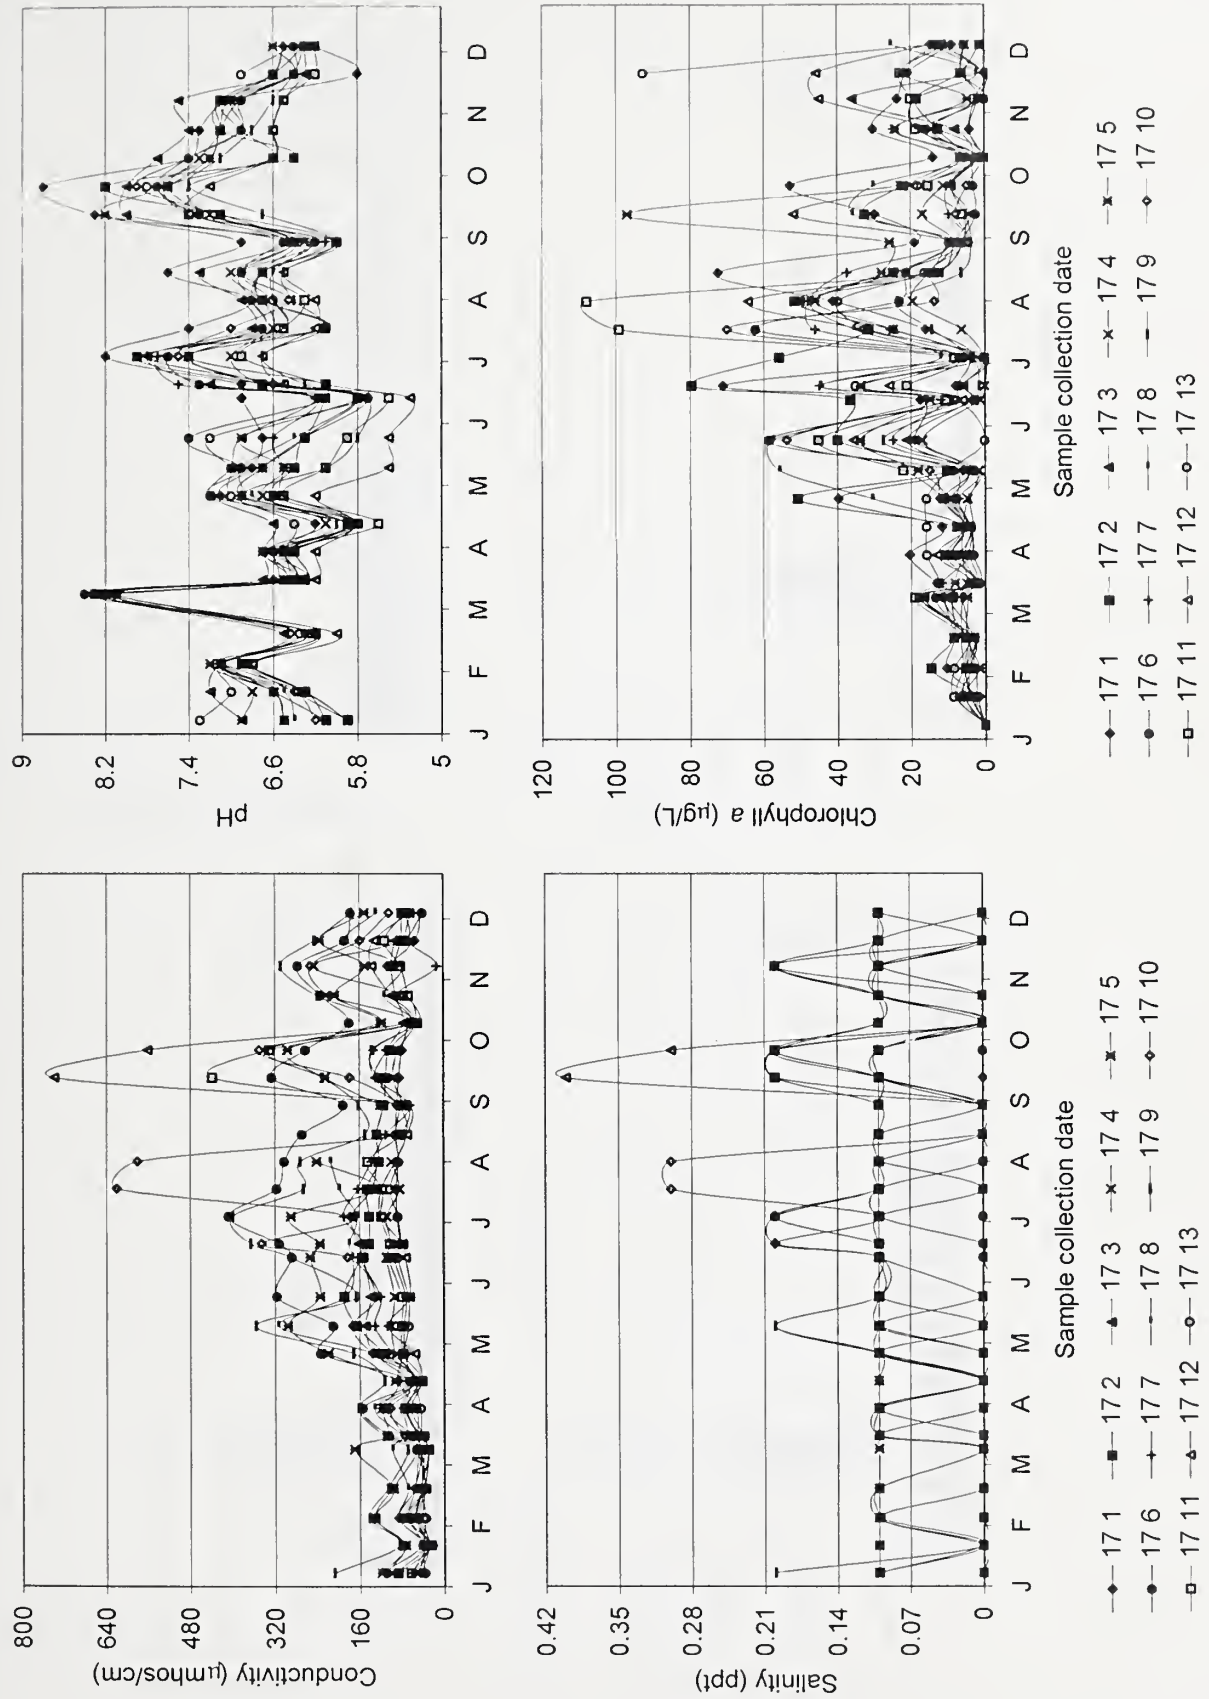 800
640
480
320
160
0
Conductivity (µmhos/cm)
J F M A M J J A S O N D
9
8.2
7.4
6.6
5.8
5
pH
J F M A M J J A S O N D
0.42
0.35
0.28
0.21
0.14
0.07
0
Salinity (ppt)
J F M A M J J A S O N D
Sample collection date
17 1 17 2 17 3 17 4 17 5
17 6 17 7 17 8 17 9 17 10
17 11 17 12 17 13
120
100
80
60
40
20
0
Chlorophyll a (µg/L)
J F M A M J J A S O N D
Sample collection date
17 1 17 2 17 3 17 4 17 5
17 6 17 7 17 8 17 9 17 10
17 11 17 12 17 13